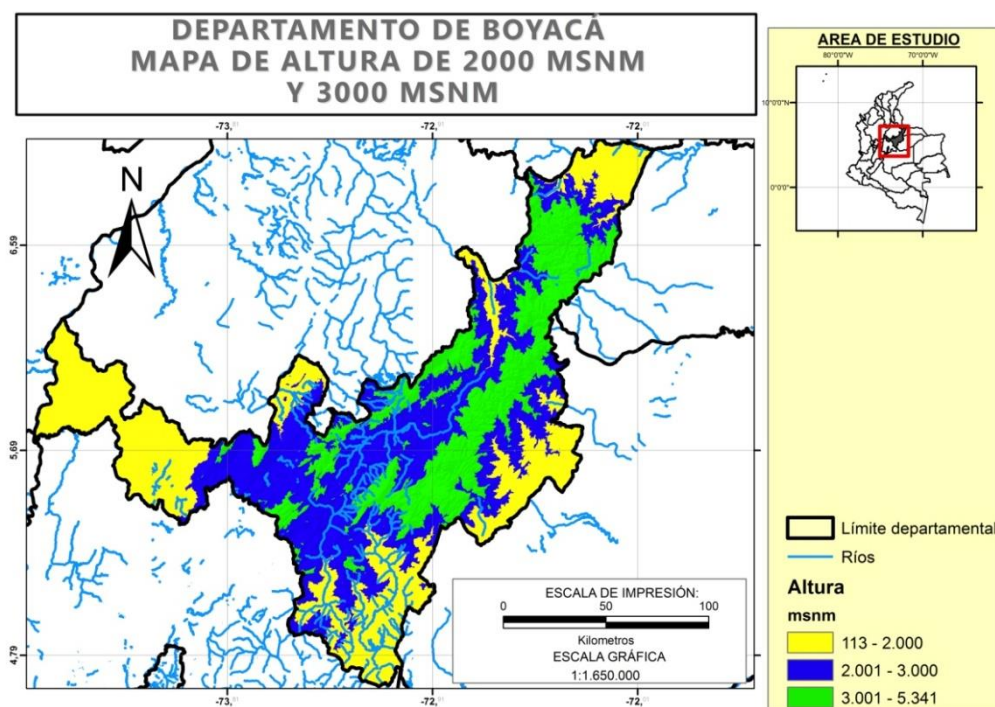 DEPARTAMENTO DE BOYACÁ
MAPA DE ALTURA DE 2000 MSNM
Y 3000 MSNM
AREA DE ESTUDIO
80°0'0"W 70°0'0"W
10°0'0"N
0°0'0"
-73,91 -72,91 -72,01
N
6,59
5,69
4,79
ESCALA DE IMPRESIÓN:
0 50 100
Kilometros
ESCALA GRÁFICA
1:1.650.000
Límite departamental
Ríos
Altura
msnm
113 - 2.000
2.001 - 3.000
3.001 - 5.341